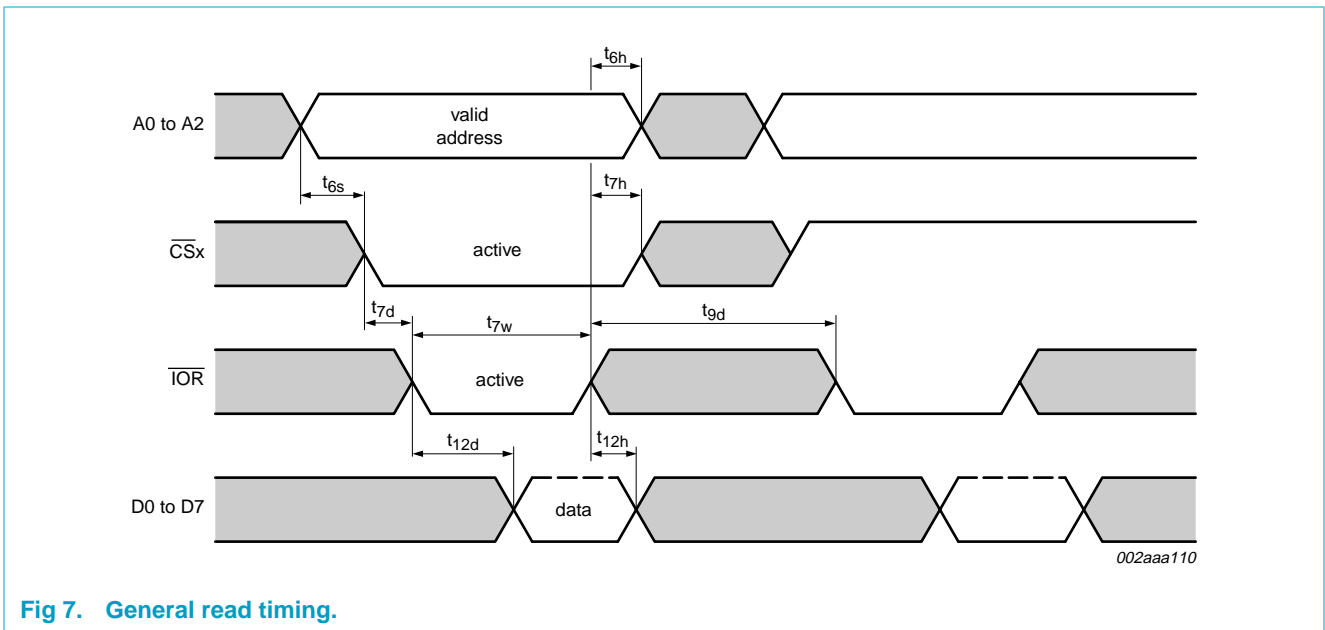 t6h
A0 to A2
valid
address
t6s
t7h
CSx
active
t7d
t7w
t9d
IOR
active
t12d
t12h
D0 to D7
data
002aaa110
Fig 7. General read timing.